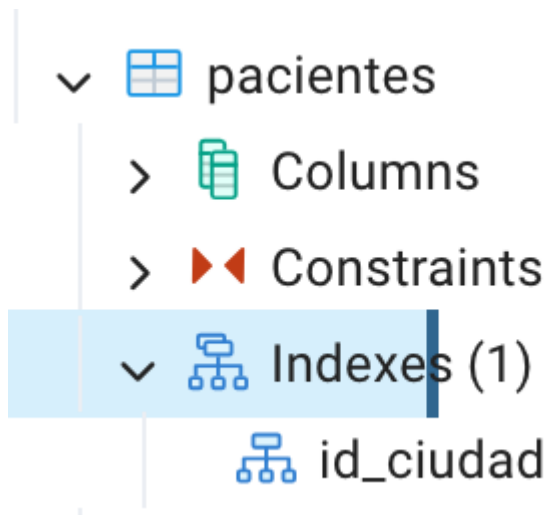 pacientes
Columns
Constraints
Indexes (1)
id_ciudad